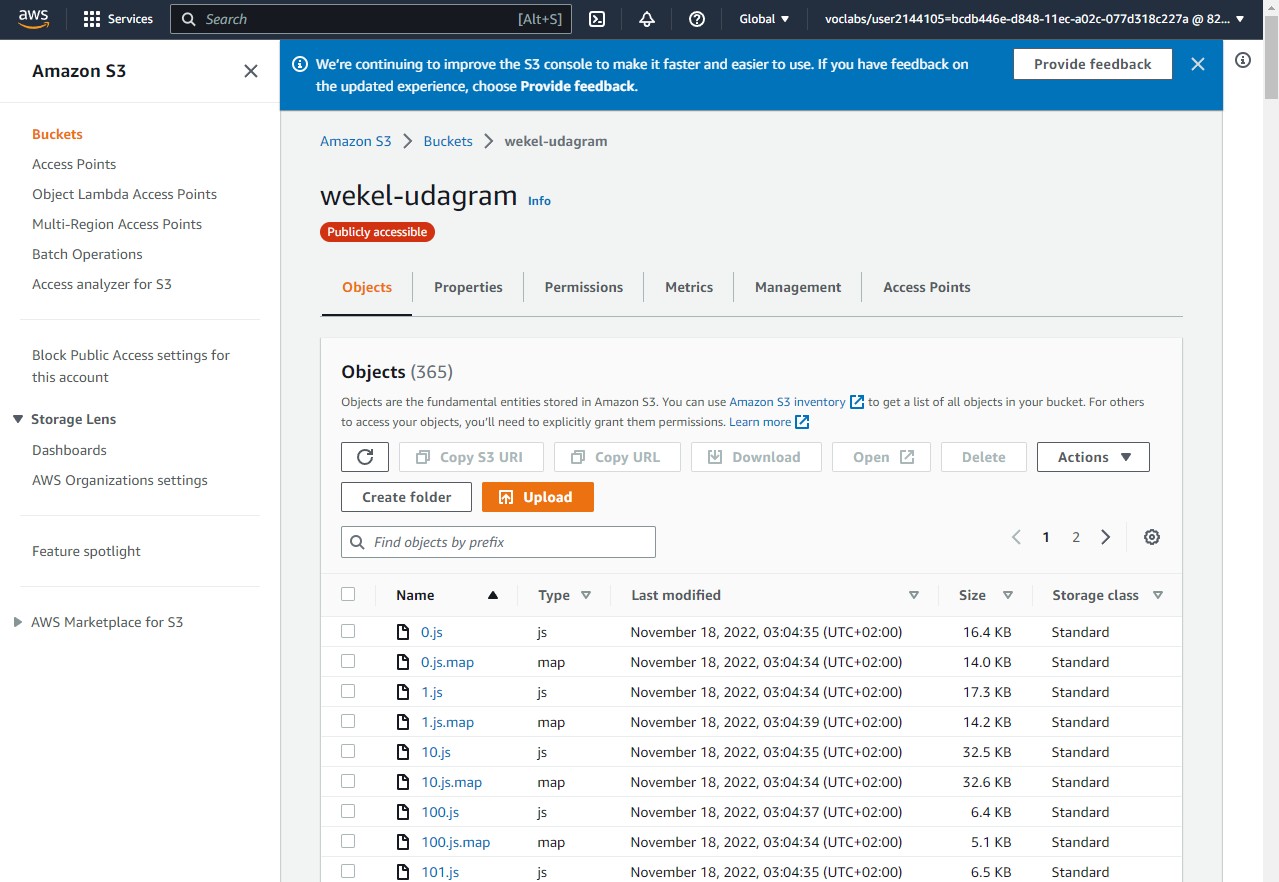 aws Services Search [Alt+S] Global voclabs/user2144105=bcdb446e-d848-11ec-a02c-077d318c227a @ 82...
Amazon S3
Buckets
Access Points
Object Lambda Access Points
Multi-Region Access Points
Batch Operations
Access analyzer for S3
Block Public Access settings for
this account
Storage Lens
Dashboards
AWS Organizations settings
Feature spotlight
AWS Marketplace for S3
We're continuing to improve the S3 console to make it faster and easier to use. If you have feedback on
the updated experience, choose Provide feedback.
Provide feedback
Amazon S3 Buckets wekel-udagram
wekel-udagram Info
Publicly accessible
Objects Properties Permissions Metrics Management Access Points
Objects (365)
Objects are the fundamental entities stored in Amazon S3. You can use Amazon S3 inventory to get a list of all objects in your bucket. For others
to access your objects, you'll need to explicitly grant them permissions. Learn more
Copy S3 URI Copy URL Download Open Delete Actions
Create folder Upload
Find objects by prefix 1 2
Name Type Last modified Size Storage class
0.js js November 18, 2022, 03:04:35 (UTC+02:00) 16.4 KB Standard
0.js.map map November 18, 2022, 03:04:34 (UTC+02:00) 14.0 KB Standard
1.js js November 18, 2022, 03:04:34 (UTC+02:00) 17.3 KB Standard
1.js.map map November 18, 2022, 03:04:39 (UTC+02:00) 14.2 KB Standard
10.js js November 18, 2022, 03:04:35 (UTC+02:00) 32.5 KB Standard
10.js.map map November 18, 2022, 03:04:34 (UTC+02:00) 32.6 KB Standard
100.js js November 18, 2022, 03:04:37 (UTC+02:00) 6.4 KB Standard
100.js.map map November 18, 2022, 03:04:34 (UTC+02:00) 5.1 KB Standard
101.js js November 18, 2022, 03:04:35 (UTC+02:00) 6.5 KB Standard